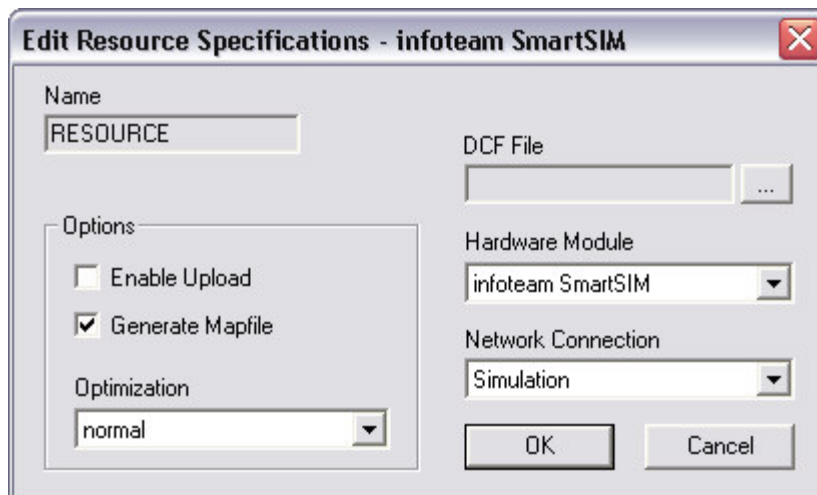 Edit Resource Specifications - infoteam SmartSIM
Name
RESOURCE
DCF File
...
Options
Enable Upload
Generate Mapfile
Optimization
normal
Hardware Module
infoteam SmartSIM
Network Connection
Simulation
OK
Cancel